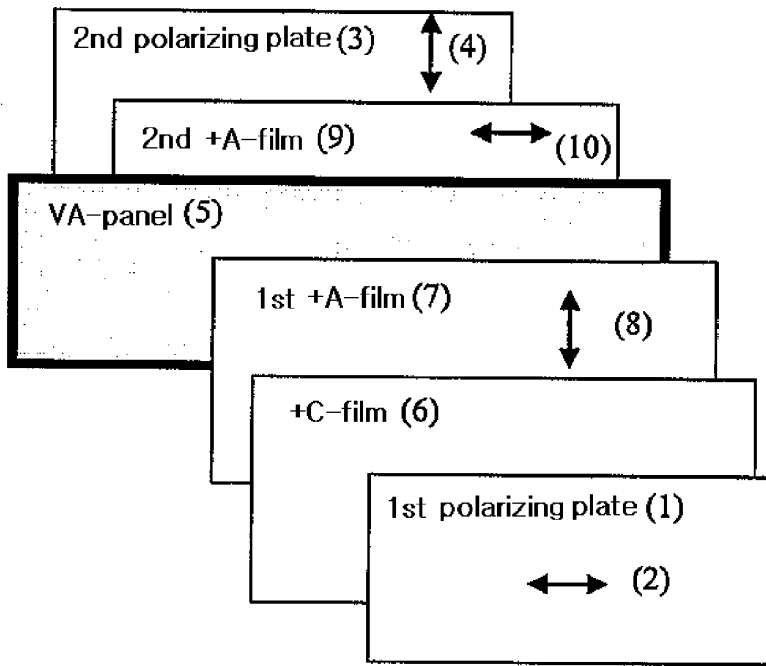 2nd polarizing plate (3)
(4)
2nd +A-film (9)
(10)
VA-panel (5)
1st +A-film (7)
(8)
+C-film (6)
1st polarizing plate (1)
(2)